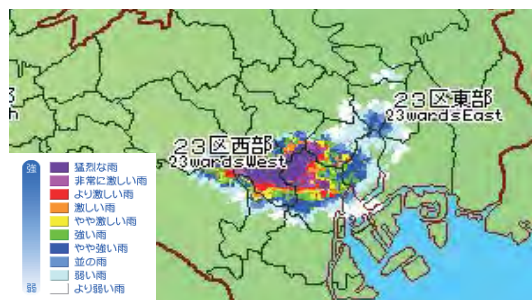 23区東部
23wardsEast
23区西部
23wardsWest
強
猛烈な雨
非常に激しい雨
より激しい雨
激しい雨
やや激しい雨
強い雨
やや強い雨
並の雨
弱い雨
より弱い雨
弱